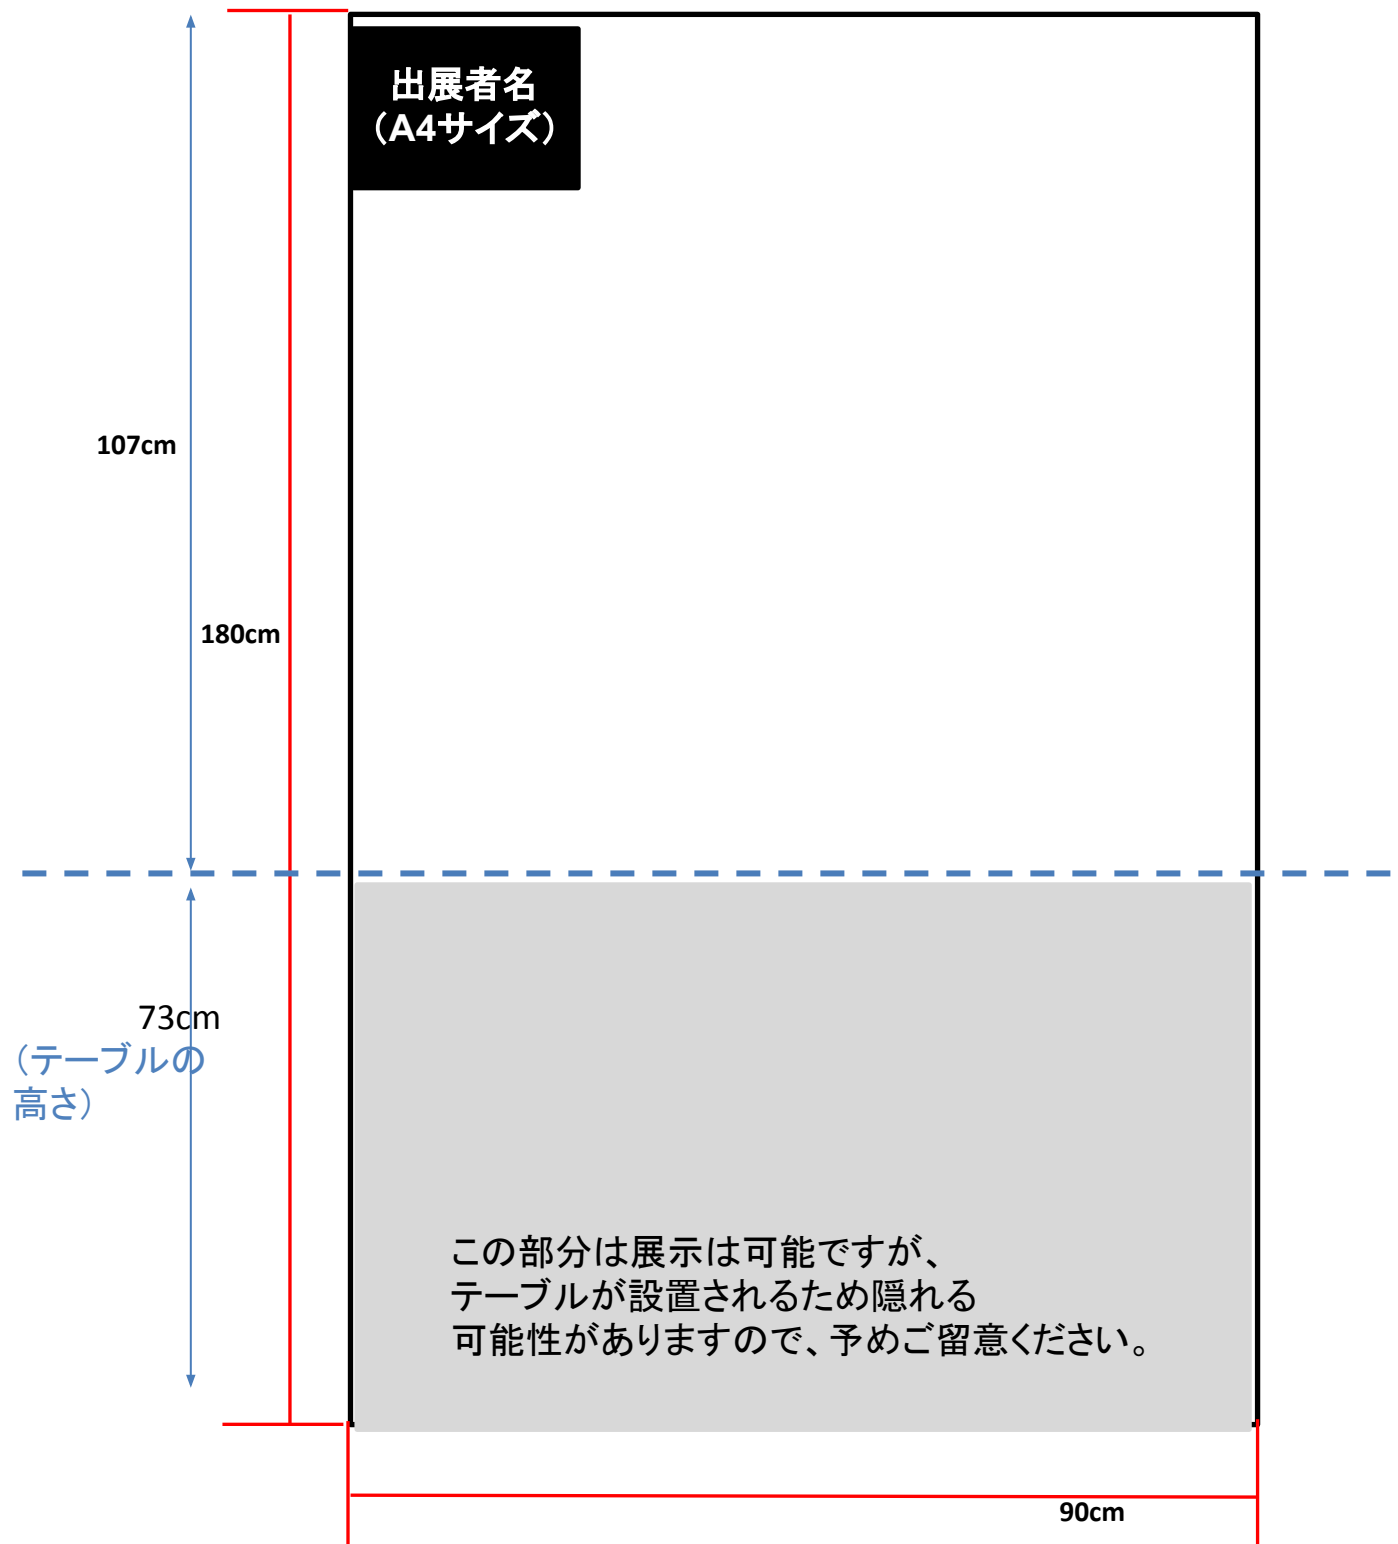 出展者名
（A4サイズ）
107cm
180cm
73cm
（テーブルの
高さ）
この部分は展示は可能ですが、
テーブルが設置されるため隠れる
可能性がありますので、予めご留意ください。
90cm